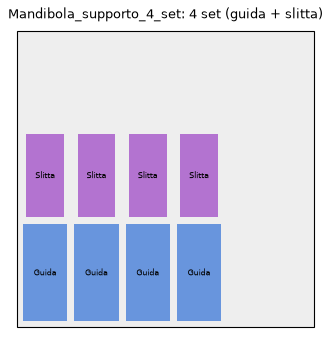 Mandibola_supporto_4_set: 4 set (guida + slitta)
Slitta Slitta Slitta Slitta
Guida Guida Guida Guida